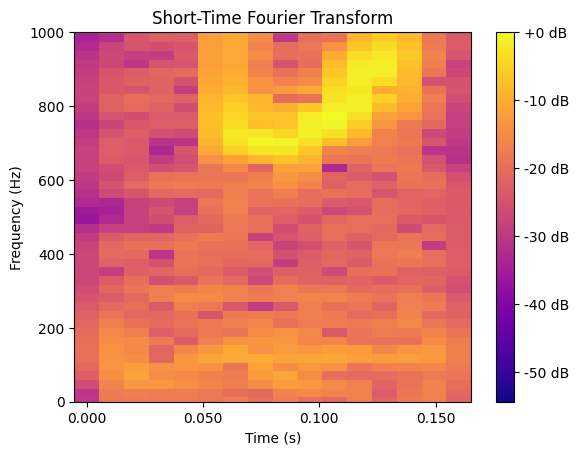 Short-Time Fourier Transform
Frequency (Hz)
1000
800
600
400
200
0
0.000
0.050
0.100
0.150
Time (s)
+0 dB
-10 dB
-20 dB
-30 dB
-40 dB
-50 dB